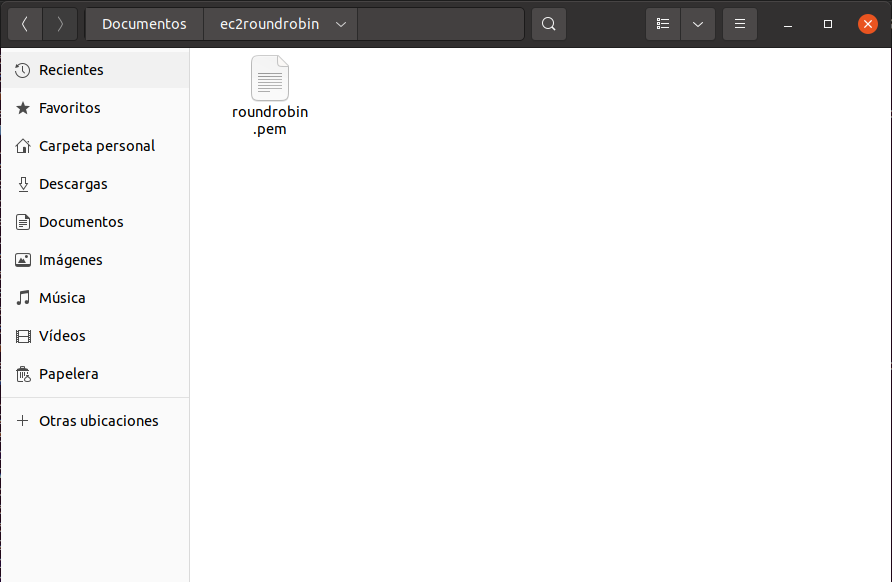 Documentos
ec2roundrobin
Recientes
Favoritos
Carpeta personal
Descargas
Documentos
Imágenes
Música
Vídeos
Papelera
Otras ubicaciones
roundrobin
.pem